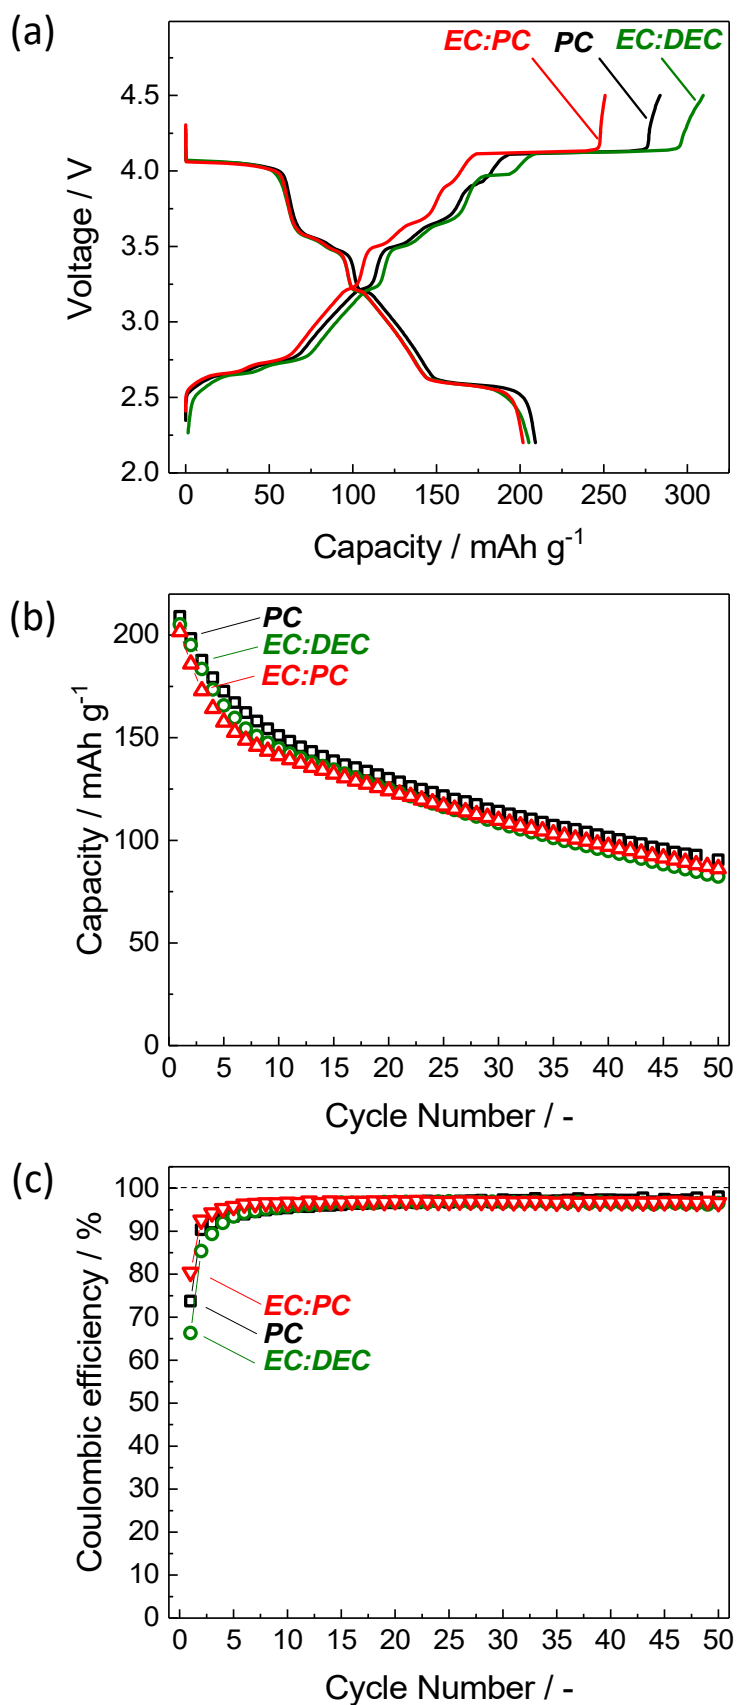 (a)
EC:PC PC EC:DEC
4.5
4.0
3.5
3.0
2.5
2.0
Voltage / V
0 50 100 150 200 250 300
Capacity / mAh g-1
(b)
PC
EC:DEC
EC:PC
200
150
100
50
0
Capacity / mAh g-1
0 5 10 15 20 25 30 35 40 45 50
Cycle Number / -
(c)
100
90
80
70
60
50
40
30
20
10
0
Coulombic efficiency / %
EC:PC
PC
EC:DEC
0 5 10 15 20 25 30 35 40 45 50
Cycle Number / -